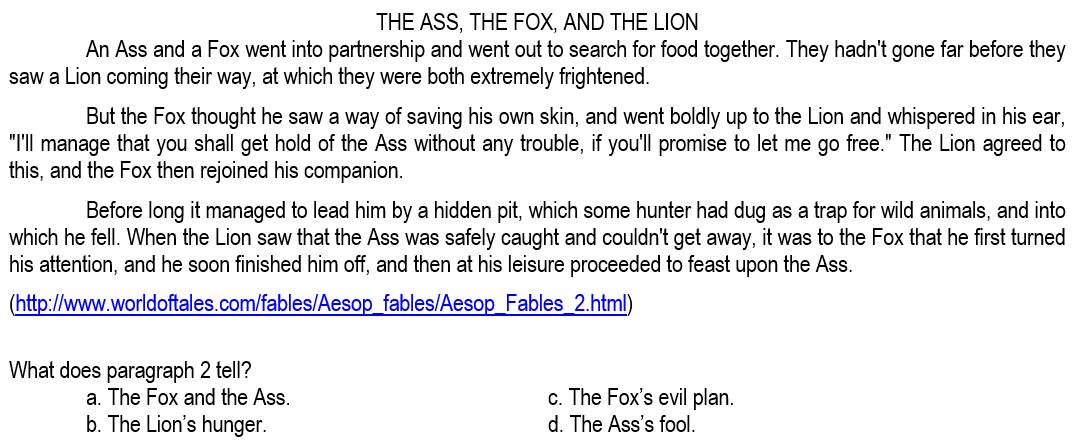 THE ASS, THE FOX, AND THE LION
An Ass and a Fox went into partnership and went out to search for food together. They hadn't gone far before they
saw a Lion coming their way, at which they were both extremely frightened.
But the Fox thought he saw a way of saving his own skin, and went boldly up to the Lion and whispered in his ear,
"I'll manage that you shall get hold of the Ass without any trouble, if you'll promise to let me go free." The Lion agreed to
this, and the Fox then rejoined his companion.
Before long it managed to lead him by a hidden pit, which some hunter had dug as a trap for wild animals, and into
which he fell. When the Lion saw that the Ass was safely caught and couldn't get away, it was to the Fox that he first turned
his attention, and he soon finished him off, and then at his leisure proceeded to feast upon the Ass.
(http://www.worldoftales.com/fables/Aesop_fables/Aesop_Fables_2.html)
What does paragraph 2 tell?
a. The Fox and the Ass. c. The Fox’s evil plan.
b. The Lion’s hunger. d. The Ass’s fool.